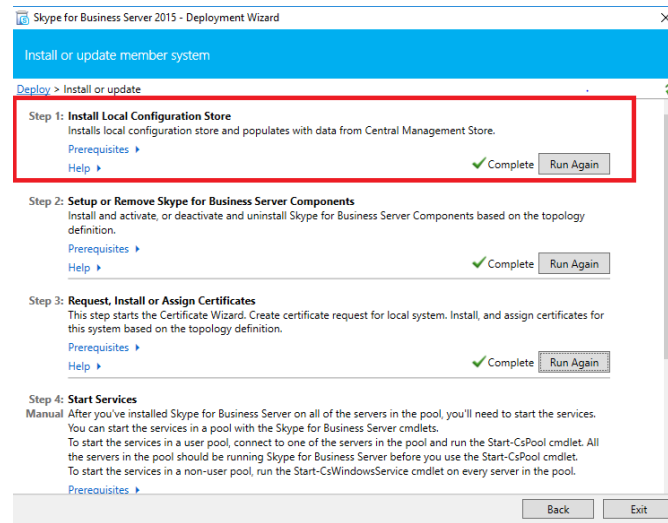 Skype for Business Server 2015 - Deployment Wizard
Install or update member system
Deploy > Install or update
Step 1: Install Local Configuration Store
Installs local configuration store and populates with data from Central Management Store.
Prerequisites
Help
Complete Run Again
Step 2: Setup or Remove Skype for Business Server Components
Install and activate, or deactivate and uninstall Skype for Business Server Components based on the topology
definition.
Prerequisites
Help
Complete Run Again
Step 3: Request, Install or Assign Certificates
This step starts the Certificate Wizard. Create certificate request for local system. Install, and assign certificates for
this system based on the topology definition.
Prerequisites
Help
Complete Run Again
Step 4: Start Services
Manual After you've installed Skype for Business Server on all of the servers in the pool, you'll need to start the services.
You can start the services in a pool with the Skype for Business Server cmdlets.
To start the services in a user pool, connect to one of the servers in the pool and run the Start-CsPool cmdlet. All
the servers in the pool should be running Skype for Business Server before you use the Start-CsPool cmdlet.
To start the services in a non-user pool, run the Start-CsWindowsService cmdlet on every server in the pool.
Prerequisites
Back Exit